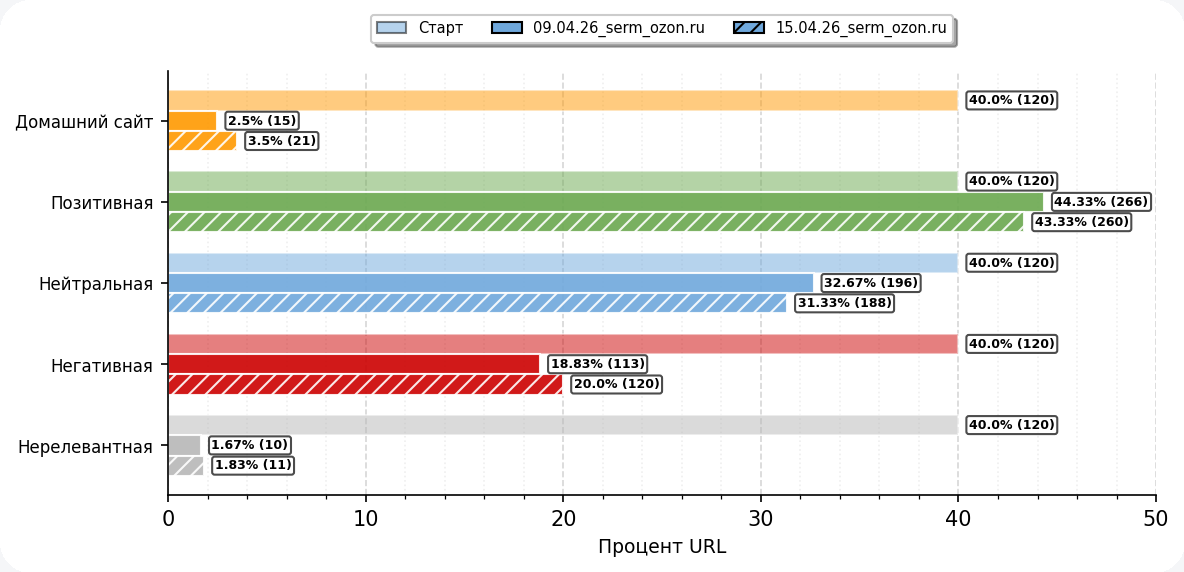 Старт 09.04.26_serm_ozon.ru 15.04.26_serm_ozon.ru
Домашний сайт
40.0% (120)
2.5% (15)
3.5% (21)
Позитивная
40.0% (120)
44.33% (266)
43.33% (260)
Нейтральная
40.0% (120)
32.67% (196)
31.33% (188)
Негативная
40.0% (120)
18.83% (113)
20.0% (120)
Нерелевантная
40.0% (120)
1.67% (10)
1.83% (11)
0 10 20 30 40 50
Процент URL